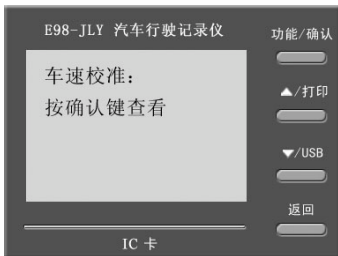 E98-JLY 汽车行驶记录仪
功能/确认
车速校准：
按确认键查看
▲/打印
▼/USB
返回
IC 卡